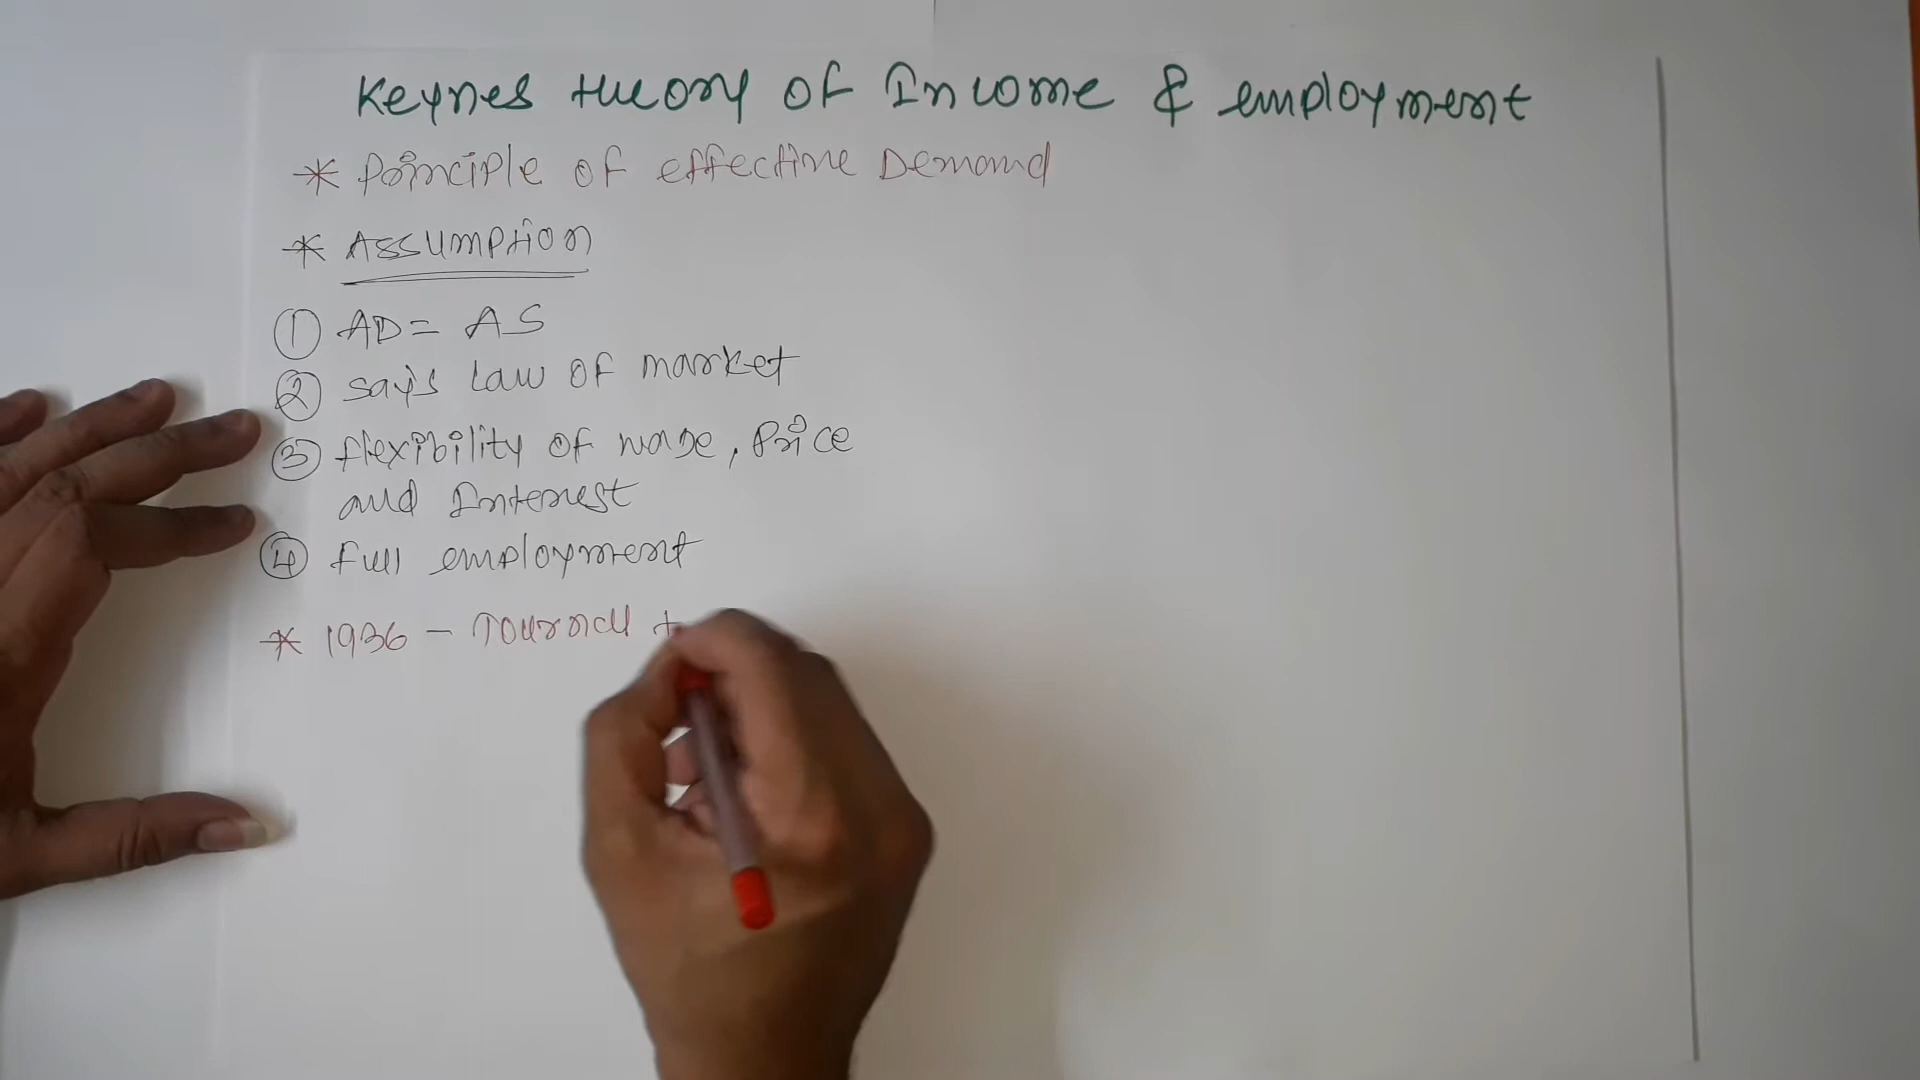 Keynes theory of Income & employment
* Principle of effective Demand
* Assumption
① AD = AS
② say's Law of market
③ flexibility of wage, Price
and Interest
④ full employment
* 1936 -